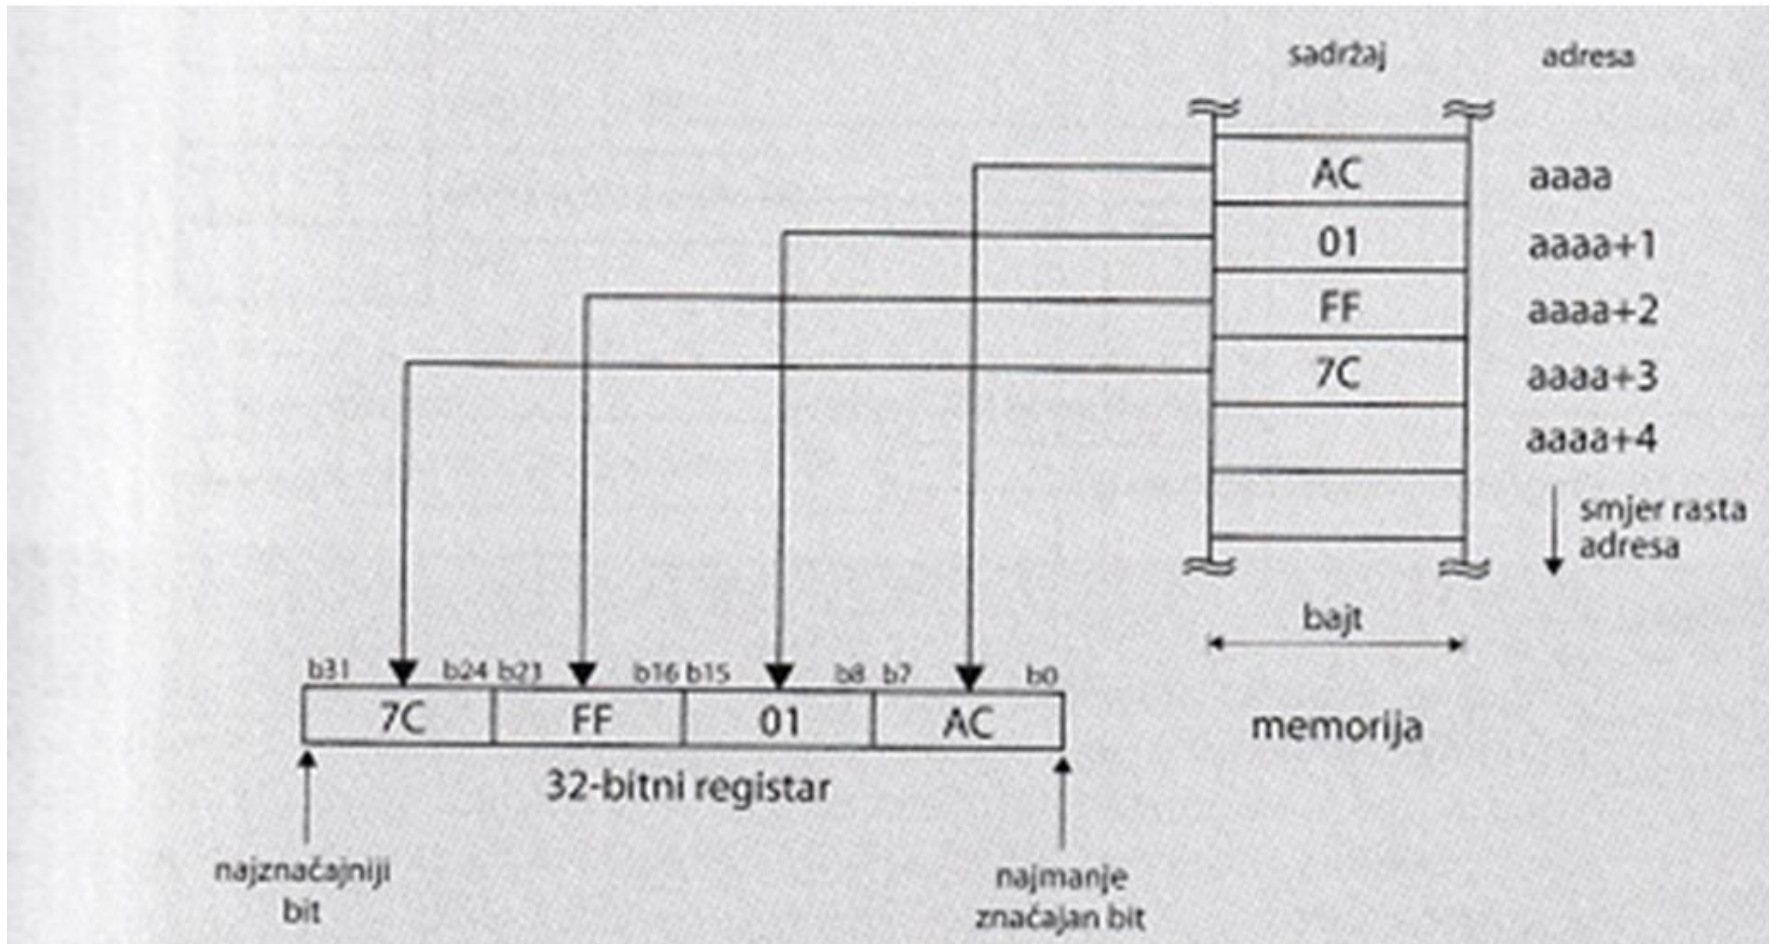 sadržaj adresa
AC aaaa
01 aaaa+1
FF aaaa+2
7C aaaa+3
aaaa+4
smjer rasta
adresa
bajt
memorija
b31 b24 b23 b16 b15 b8 b7 b0
7C FF 01 AC
32-bitni registar
najznačajniji
bit
najmanje
značajan bit